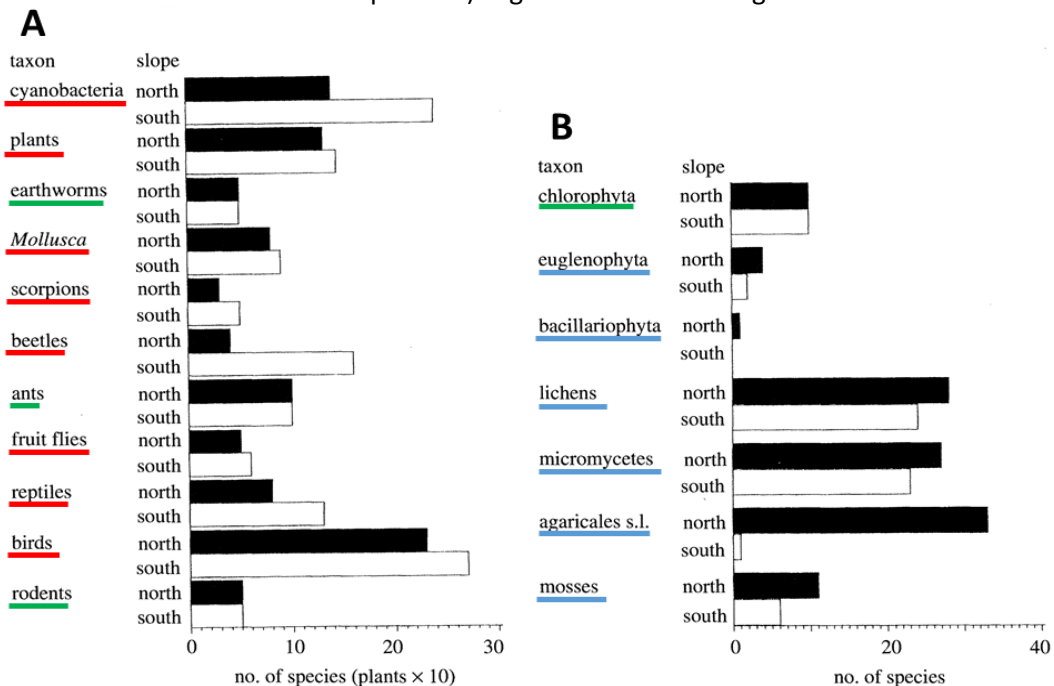 A
taxon slope
cyanobacteria north
south
plants north
south
earthworms north
south
Mollusca north
south
scorpions north
south
beetles north
south
ants north
south
fruit flies north
south
reptiles north
south
birds north
south
rodents north
south
0 10 20 30
no. of species (plants × 10)
B
taxon slope
chlorophyta north
south
euglenophyta north
south
bacillariophyta north
south
lichens north
south
micromycetes north
south
agaricales s.l. north
south
mosses north
south
0 20 40
no. of species